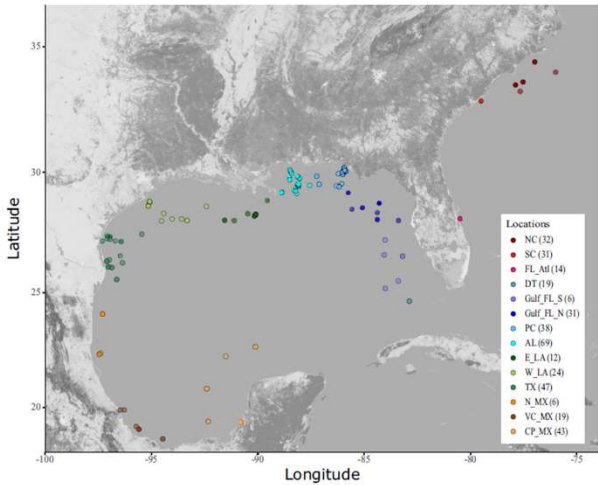 35
30
25
20
Latitude
-100
-95
-90
-85
-80
-75
Longitude
Locations
NC (32)
SC (31)
FL_Atl (14)
DT (19)
Gulf_FL_S (6)
Gulf_FL_N (31)
PC (38)
AL (69)
E_LA (12)
W_LA (24)
TX (47)
N_MX (6)
VC_MX (19)
CP_MX (43)